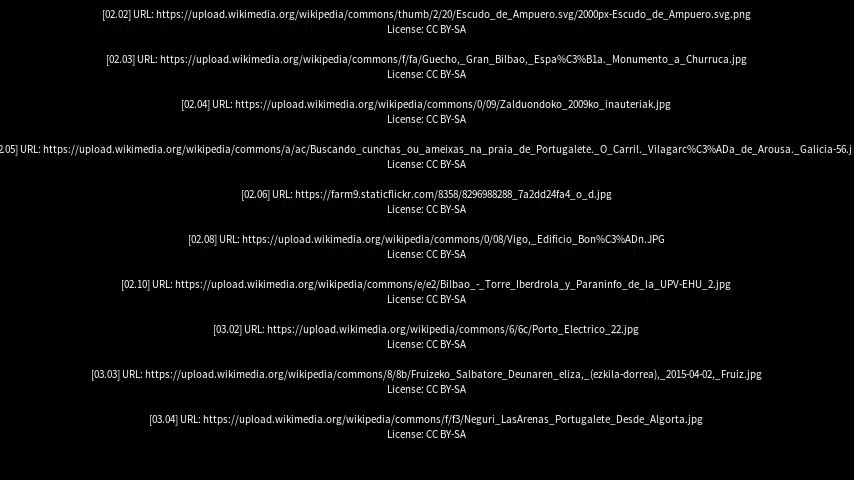 [02.02] URL: https://upload.wikimedia.org/wikipedia/commons/thumb/2/20/Escudo_de_Ampuero.svg/2000px-Escudo_de_Ampuero.svg.png
License: CC BY-SA
[02.03] URL: https://upload.wikimedia.org/wikipedia/commons/f/fa/Guecho,_Gran_Bilbao,_Espa%C3%B1a._Monumento_a_Churruca.jpg
License: CC BY-SA
[02.04] URL: https://upload.wikimedia.org/wikipedia/commons/0/09/Zalduondoko_2009ko_inauteriak.jpg
License: CC BY-SA
2.05] URL: https://upload.wikimedia.org/wikipedia/commons/a/ac/Buscando_cunchas_ou_ameixas_na_praia_de_Portugalete._O_Carril._Vilagarc%C3%ADa_de_Arousa._Galicia-56.j
License: CC BY-SA
[02.06] URL: https://farm9.staticflickr.com/8358/8296988288_7a2dd24fa4_o_d.jpg
License: CC BY-SA
[02.08] URL: https://upload.wikimedia.org/wikipedia/commons/0/08/Vigo,_Edificio_Bon%C3%ADn.JPG
License: CC BY-SA
[02.10] URL: https://upload.wikimedia.org/wikipedia/commons/e/e2/Bilbao_-_Torre_Iberdrola_y_Paraninfo_de_la_UPV-EHU_2.jpg
License: CC BY-SA
[03.02] URL: https://upload.wikimedia.org/wikipedia/commons/6/6c/Porto_Electrico_22.jpg
License: CC BY-SA
[03.03] URL: https://upload.wikimedia.org/wikipedia/commons/8/8b/Fruizeko_Salbatore_Deunaren_eliza,_(ezkila-dorrea),_2015-04-02,_Fruiz.jpg
License: CC BY-SA
[03.04] URL: https://upload.wikimedia.org/wikipedia/commons/f/f3/Neguri_LasArenas_Portugalete_Desde_Algorta.jpg
License: CC BY-SA